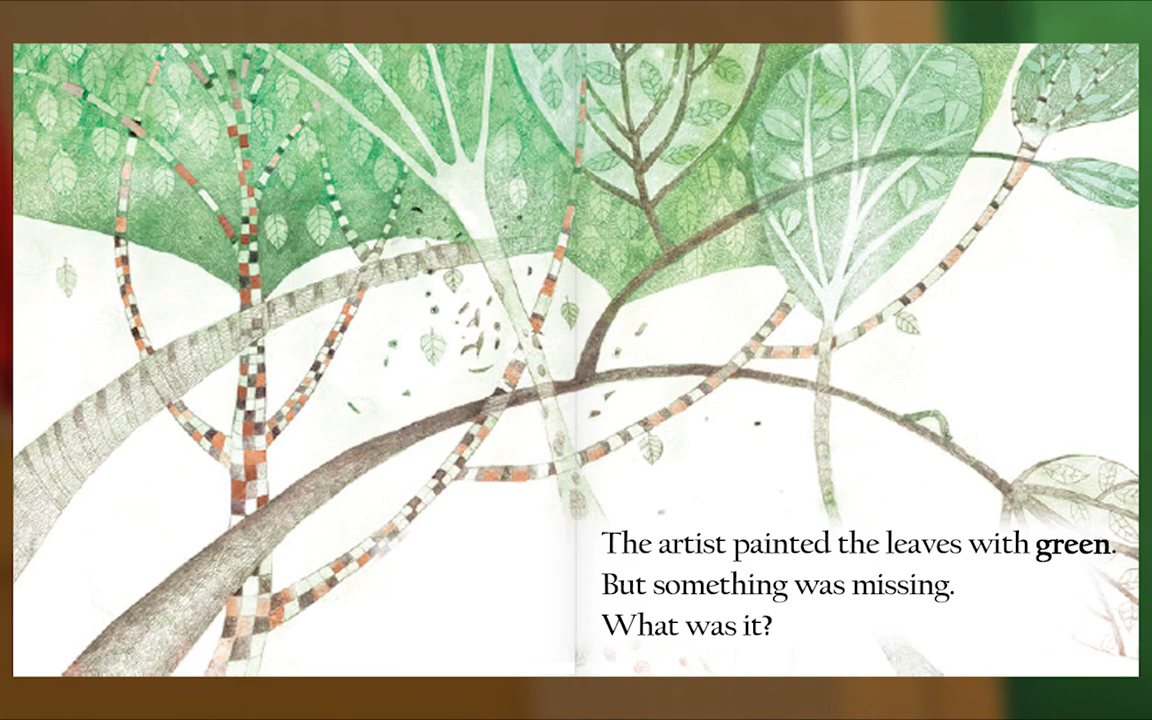 The artist painted the leaves with green.
But something was missing.
What was it?